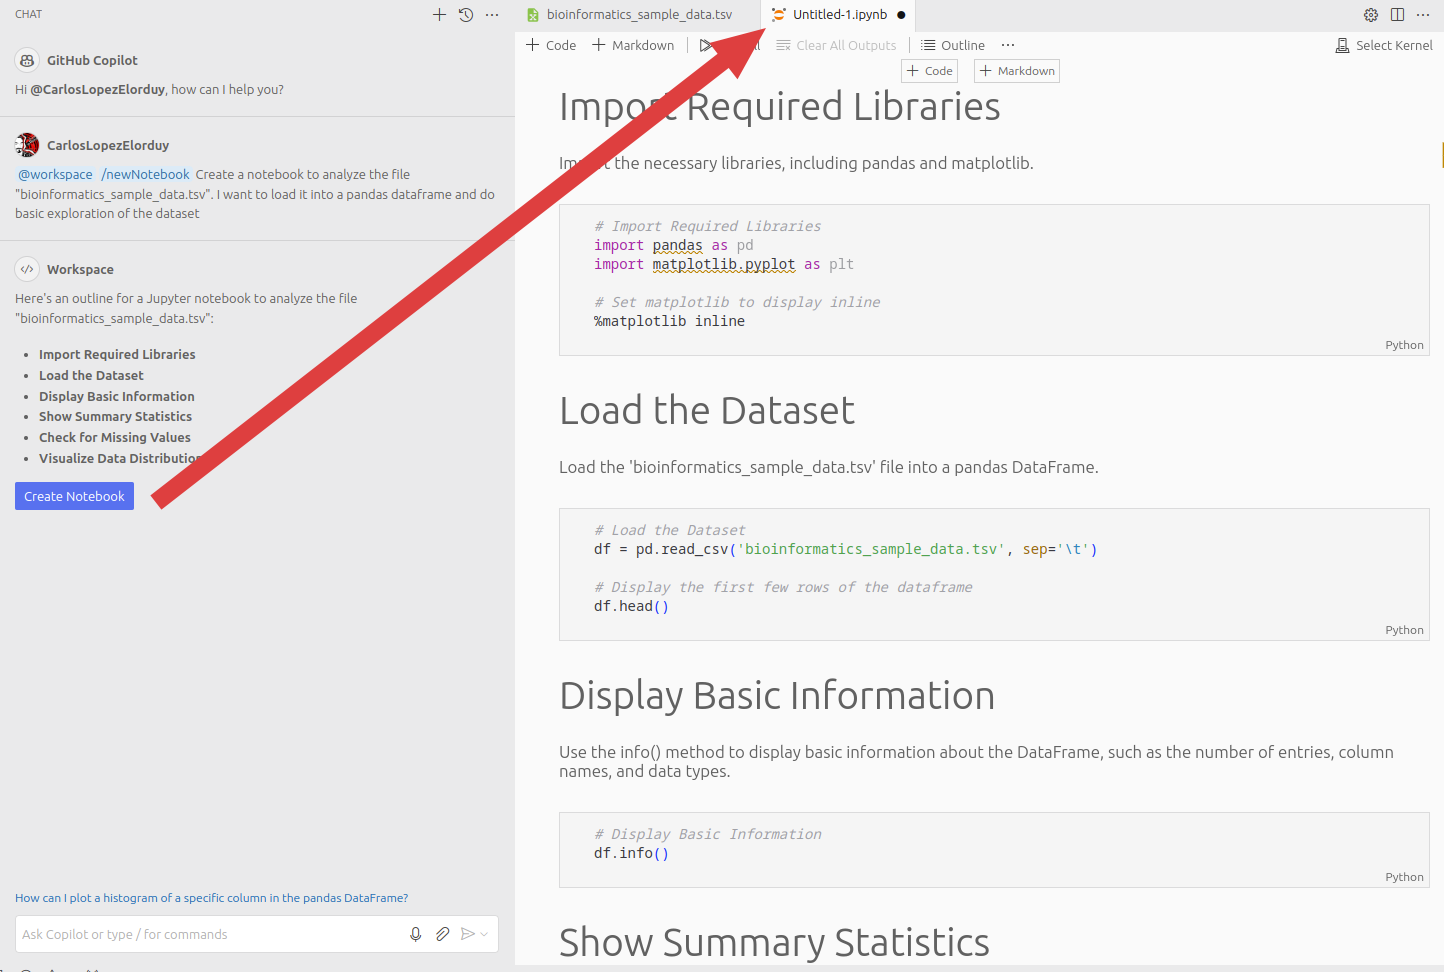 CHAT
GitHub Copilot
Hi @CarlosLopezElorduy, how can I help you?
CarlosLopezElorduy
@workspace /newNotebook Create a notebook to analyze the file
"bioinformatics_sample_data.tsv". I want to load it into a pandas dataframe and do
basic exploration of the dataset
Workspace
Here's an outline for a Jupyter notebook to analyze the file
"bioinformatics_sample_data.tsv":
Import Required Libraries
Load the Dataset
Display Basic Information
Show Summary Statistics
Check for Missing Values
Visualize Data Distribution
Create Notebook
How can I plot a histogram of a specific column in the pandas DataFrame?
Ask Copilot or type / for commands
bioinformatics_sample_data.tsv
Untitled-1.ipynb
Code Markdown Clear All Outputs Outline Select Kernel
Code Markdown
Import Required Libraries
Import the necessary libraries, including pandas and matplotlib.
# Import Required Libraries
import pandas as pd
import matplotlib.pyplot as plt
# Set matplotlib to display inline
%matplotlib inline
Python
Load the Dataset
Load the 'bioinformatics_sample_data.tsv' file into a pandas DataFrame.
# Load the Dataset
df = pd.read_csv('bioinformatics_sample_data.tsv', sep='\t')
# Display the first few rows of the dataframe
df.head()
Python
Display Basic Information
Use the info() method to display basic information about the DataFrame, such as the number of entries, column
names, and data types.
# Display Basic Information
df.info()
Python
Show Summary Statistics